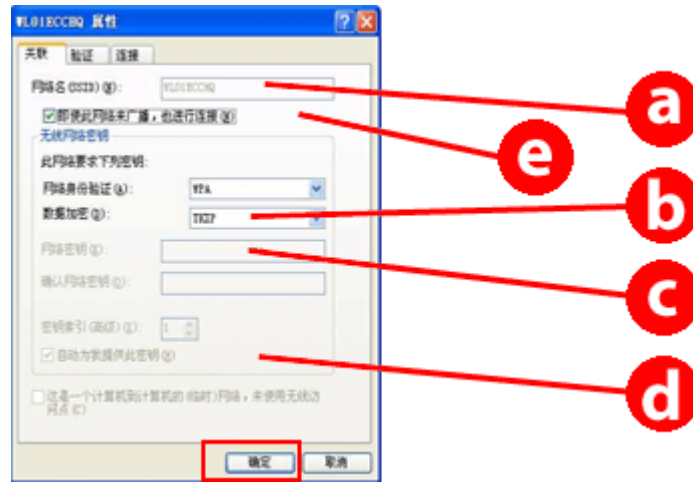 WL01ECCHQ 属性
关联 验证 连接
网络名(SSID)(N): WL01ECCHQ
即使此网络未广播，也进行连接(W)
无线网络密钥
此网络要求下列密钥:
网络身份验证(A): WPA
数据加密(D): TKIP
网络密钥(K):
确认网络密钥(O):
密钥索引(高级)(X): 1
自动为我提供此密钥(H)
这是一个计算机到计算机的(临时)网络，未使用无线访
问点(C)
确定 取消
a
e
b
c
d